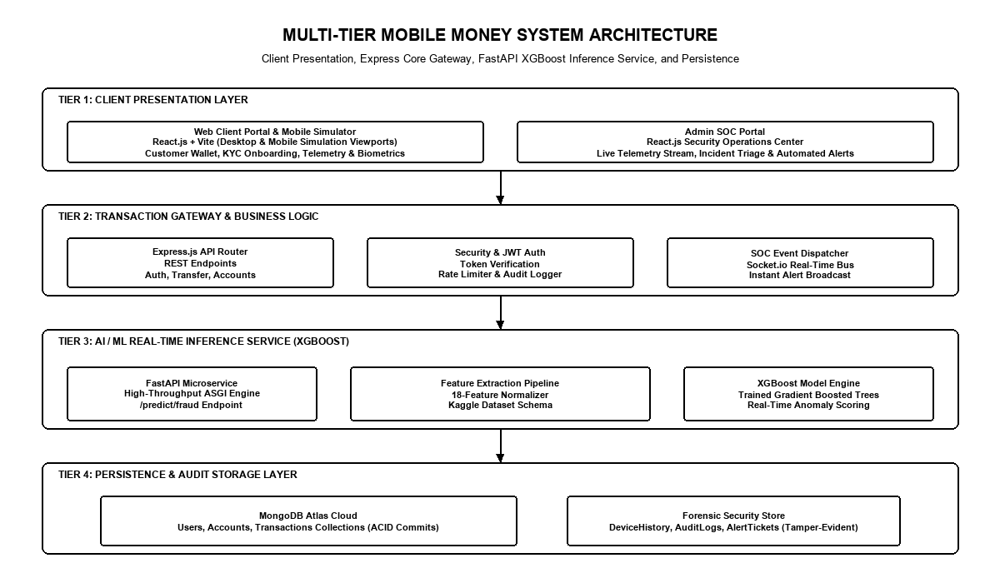 MULTI-TIER MOBILE MONEY SYSTEM ARCHITECTURE
Client Presentation, Express Core Gateway, FastAPI XGBoost Inference Service, and Persistence
TIER 1: CLIENT PRESENTATION LAYER
Web Client Portal & Mobile Simulator
React.js + Vite (Desktop & Mobile Simulation Viewports)
Customer Wallet, KYC Onboarding, Telemetry & Biometrics
Admin SOC Portal
React.js Security Operations Center
Live Telemetry Stream, Incident Triage & Automated Alerts
TIER 2: TRANSACTION GATEWAY & BUSINESS LOGIC
Express.js API Router
REST Endpoints
Auth, Transfer, Accounts
Security & JWT Auth
Token Verification
Rate Limiter & Audit Logger
SOC Event Dispatcher
Socket.io Real-Time Bus
Instant Alert Broadcast
TIER 3: AI / ML REAL-TIME INFERENCE SERVICE (XGBOOST)
FastAPI Microservice
High-Throughput ASGI Engine
/predict/fraud Endpoint
Feature Extraction Pipeline
18-Feature Normalizer
Kaggle Dataset Schema
XGBoost Model Engine
Trained Gradient Boosted Trees
Real-Time Anomaly Scoring
TIER 4: PERSISTENCE & AUDIT STORAGE LAYER
MongoDB Atlas Cloud
Users, Accounts, Transactions Collections (ACID Commits)
Forensic Security Store
DeviceHistory, AuditLogs, AlertTickets (Tamper-Evident)